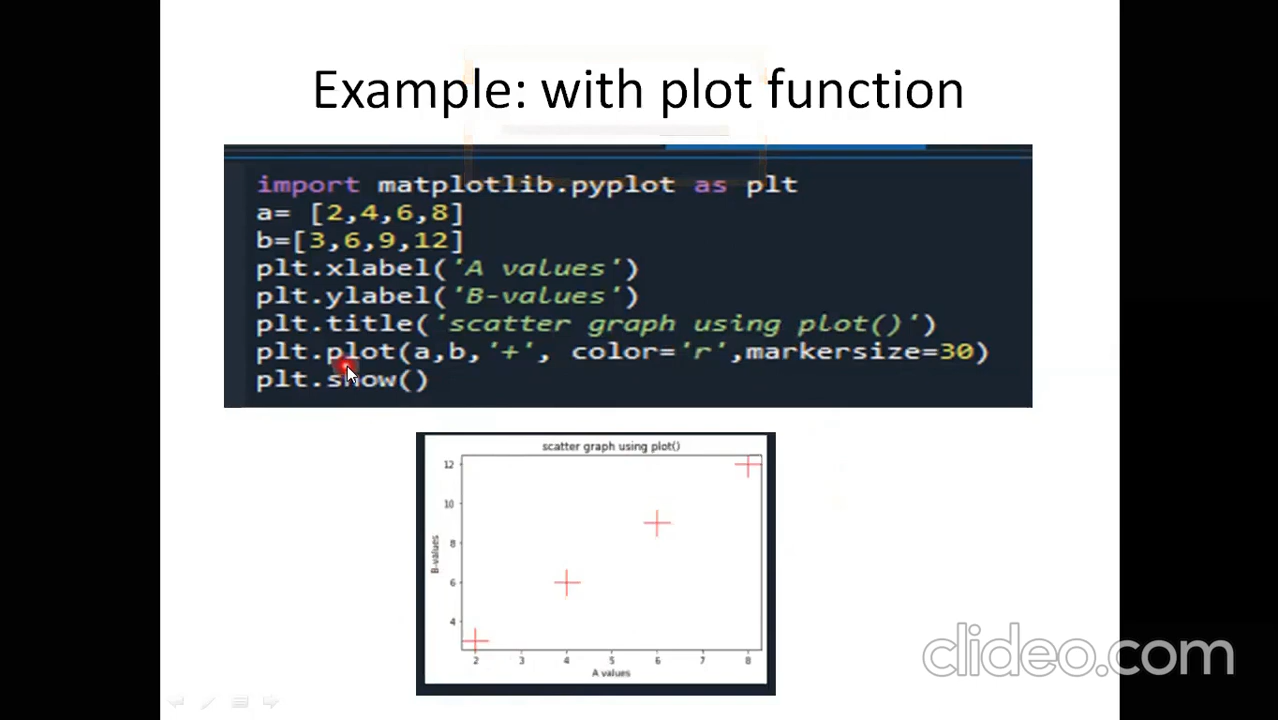 Example: with plot function
import matplotlib.pyplot as plt
a= [2,4,6,8]
b=[3,6,9,12]
plt.xlabel('A values')
plt.ylabel('B-values')
plt.title('scatter graph using plot()')
plt.plot(a,b,'+', color='r',markersize=30)
plt.show()
scatter graph using plot()
12
10
8
6
4
B-values
2 3 4 5 6 7 8
A values
clideo.com